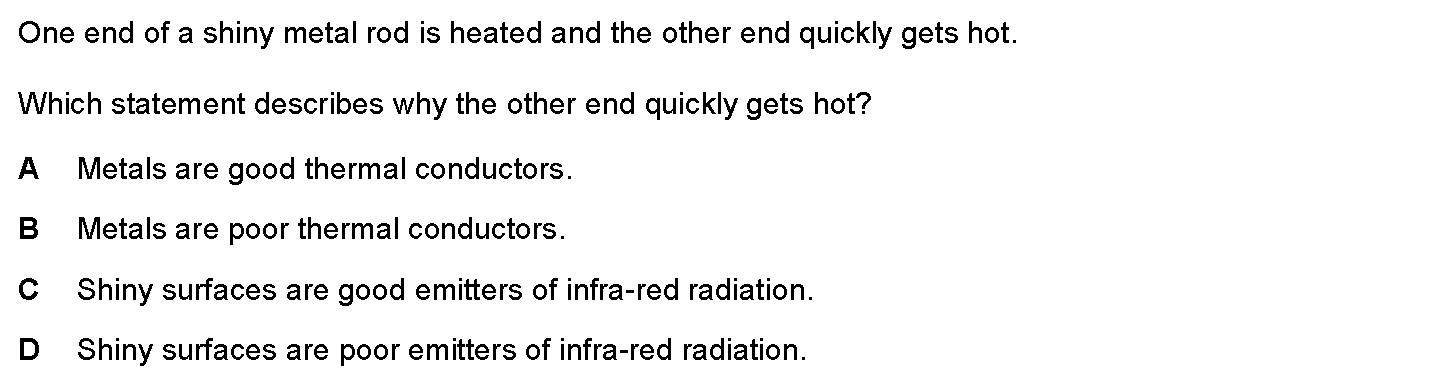 One end of a shiny metal rod is heated and the other end quickly gets hot.
Which statement describes why the other end quickly gets hot?
A Metals are good thermal conductors.
B Metals are poor thermal conductors.
C Shiny surfaces are good emitters of infra-red radiation.
D Shiny surfaces are poor emitters of infra-red radiation.